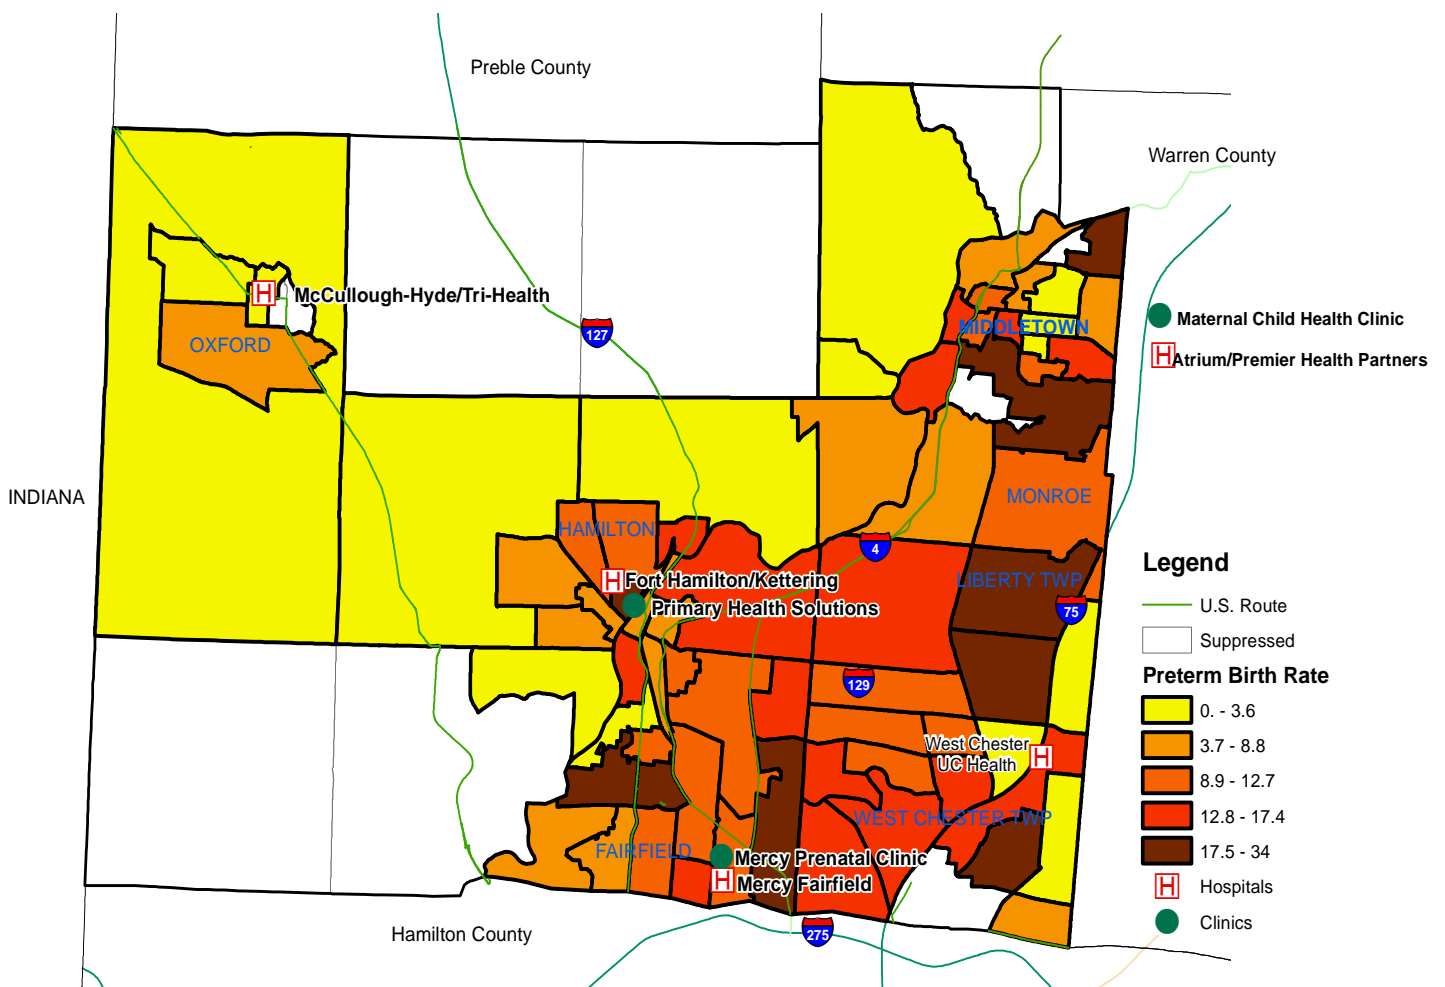 Preble County
Warren County
McCullough-Hyde/Tri-Health
127
Maternal Child Health Clinic
MIDDLETOWN
OXFORD
H Atrium/Premier Health Partners
H
INDIANA
MONROE
HAMILTON
4
H Fort Hamilton/Kettering
LIBERTY TWP
Primary Health Solutions
75
129
West Chester
UC Health
H
WEST CHESTER TWP
FAIRFIELD
Mercy Prenatal Clinic
H Mercy Fairfield
Hamilton County
275
Legend
U.S. Route
Suppressed
Preterm Birth Rate
0. - 3.6
3.7 - 8.8
8.9 - 12.7
12.8 - 17.4
17.5 - 34
H Hospitals
Clinics